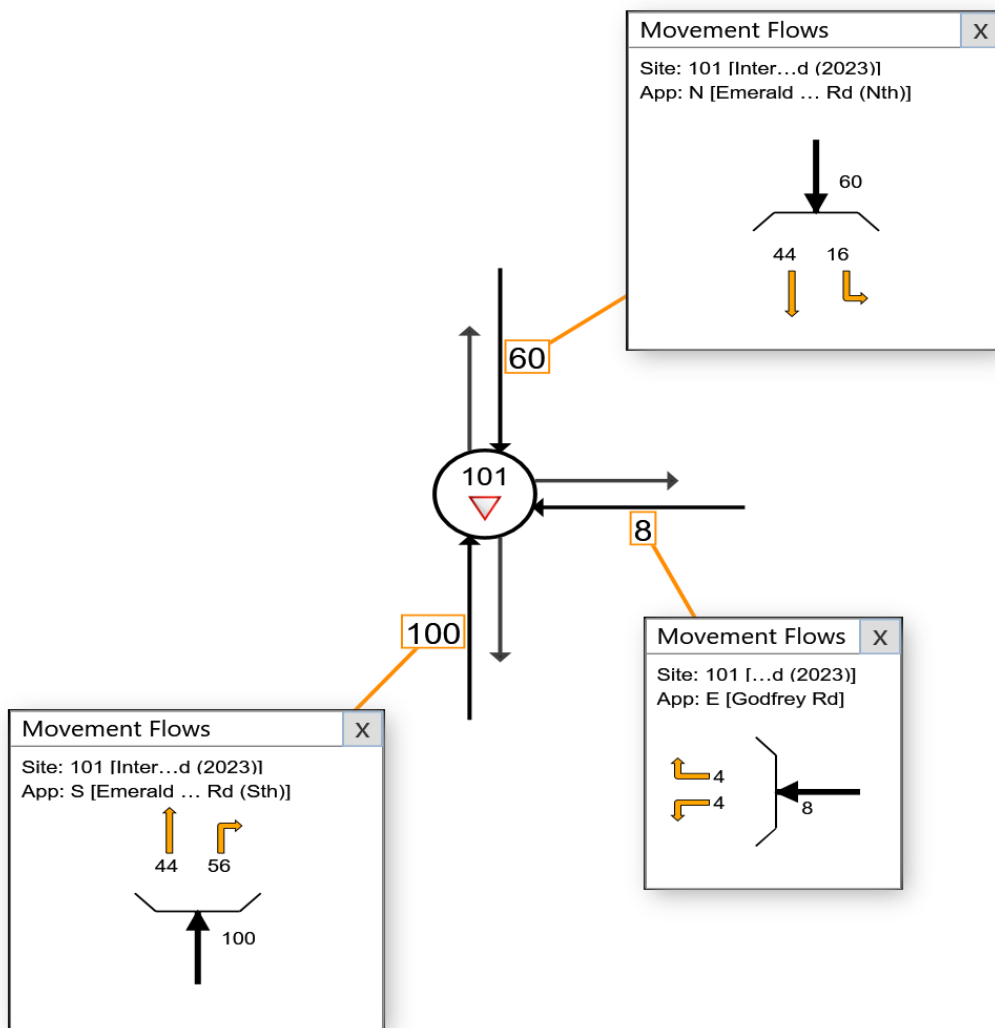 Movement Flows X
Site: 101 [Inter...d (2023)]
App: N [Emerald ... Rd (Nth)]
60
44 16
60
101
8
100
Movement Flows X
Site: 101 [...d (2023)]
App: E [Godfrey Rd]
4
4
8
Movement Flows X
Site: 101 [Inter...d (2023)]
App: S [Emerald ... Rd (Sth)]
44 56
100